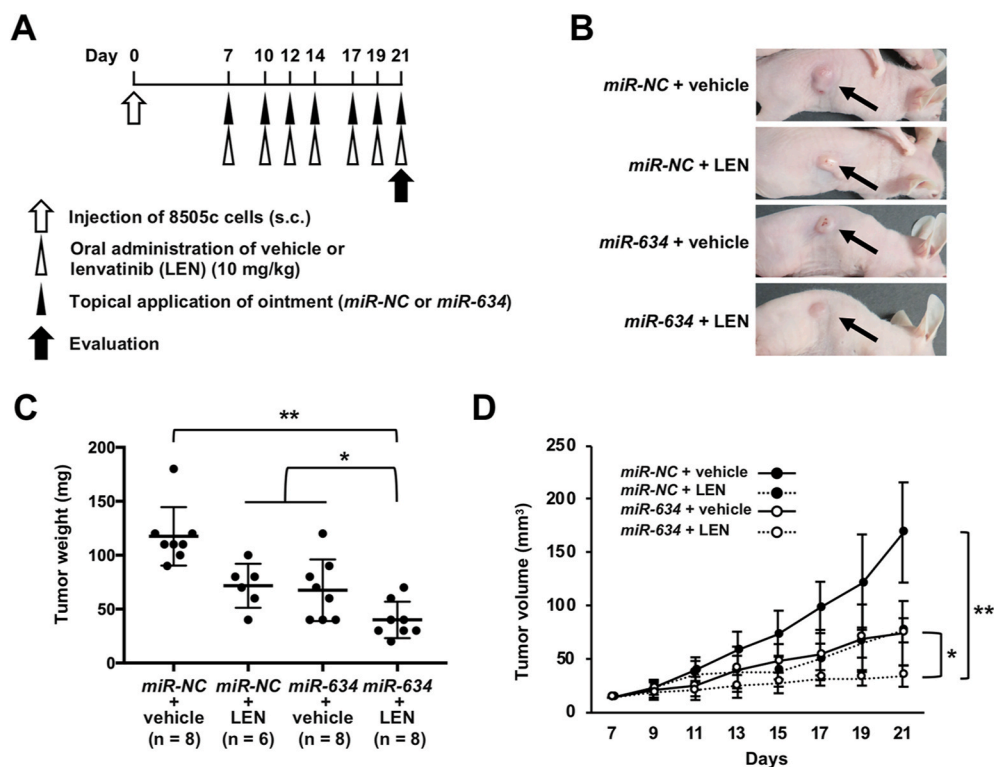 A
Day 0 7 10 12 14 17 19 21
Injection of 8505c cells (s.c.)
Oral administration of vehicle or
lenvatinib (LEN) (10 mg/kg)
Topical application of ointment (miR-NC or miR-634)
Evaluation
B
miR-NC + vehicle
miR-NC + LEN
miR-634 + vehicle
miR-634 + LEN
C
**
*
200
150
100
50
0
Tumor weight (mg)
miR-NC miR-NC miR-634 miR-634
+ + + +
vehicle LEN vehicle LEN
(n = 8) (n = 6) (n = 8) (n = 8)
D
250
200
150
100
50
0
Tumor volume (mm³)
miR-NC + vehicle
miR-NC + LEN
miR-634 + vehicle
miR-634 + LEN
**
*
7 9 11 13 15 17 19 21
Days